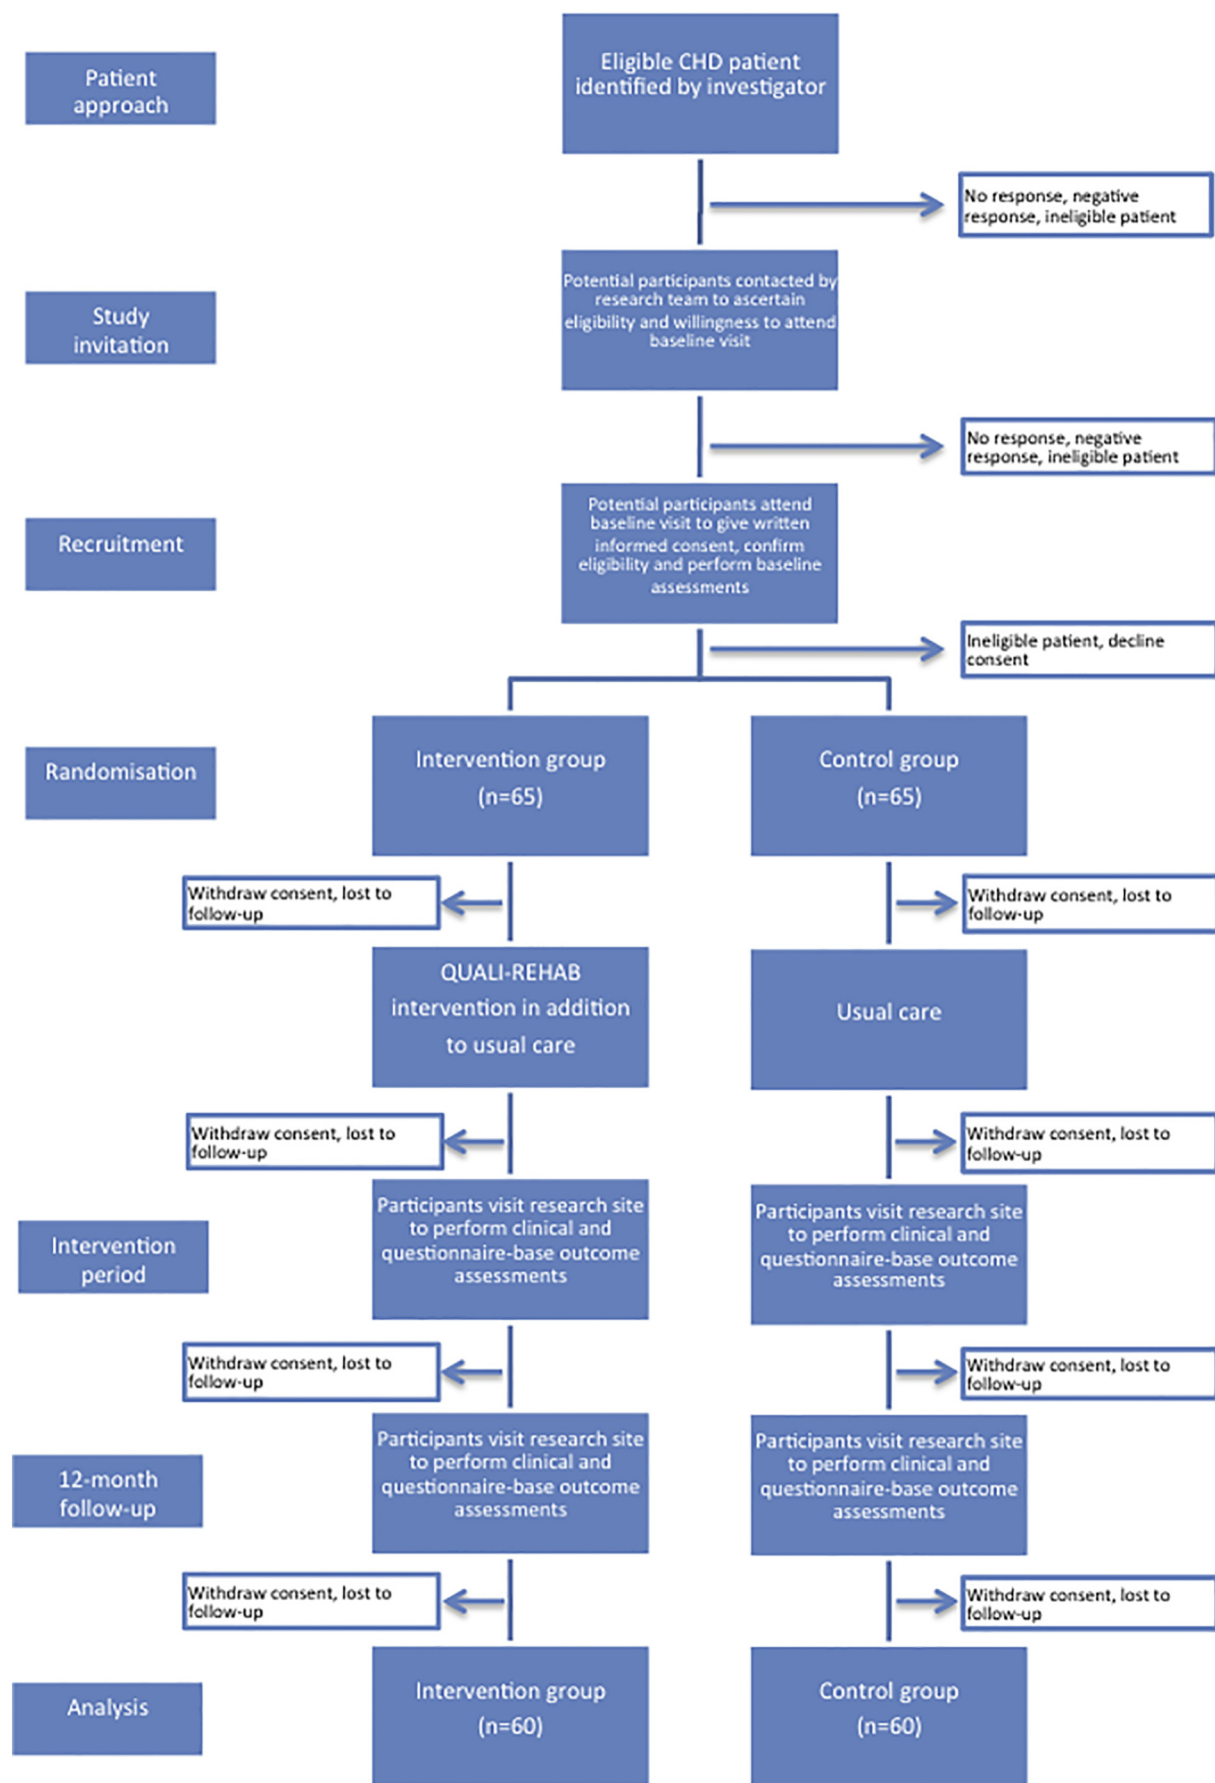 Patient
approach
Eligible CHD patient
identified by investigator
No response, negative
response, ineligible patient
Study
invitation
Potential participants contacted by
research team to ascertain
eligibility and willingness to attend
baseline visit
No response, negative
response, ineligible patient
Recruitment
Potential participants attend
baseline visit to give written
informed consent, confirm
eligibility and perform baseline
assessments
Ineligible patient, decline
consent
Randomisation
Intervention group
(n=65)
Control group
(n=65)
Withdraw consent, lost to
follow-up
Withdraw consent, lost to
follow-up
QUALI-REHAB
intervention in addition
to usual care
Usual care
Withdraw consent, lost to
follow-up
Withdraw consent, lost to
follow-up
Intervention
period
Participants visit research site
to perform clinical and
questionnaire-base outcome
assessments
Participants visit research site
to perform clinical and
questionnaire-base outcome
assessments
Withdraw consent, lost to
follow-up
Withdraw consent, lost to
follow-up
12-month
follow-up
Participants visit research site
to perform clinical and
questionnaire-base outcome
assessments
Participants visit research site
to perform clinical and
questionnaire-base outcome
assessments
Withdraw consent, lost to
follow-up
Withdraw consent, lost to
follow-up
Analysis
Intervention group
(n=60)
Control group
(n=60)